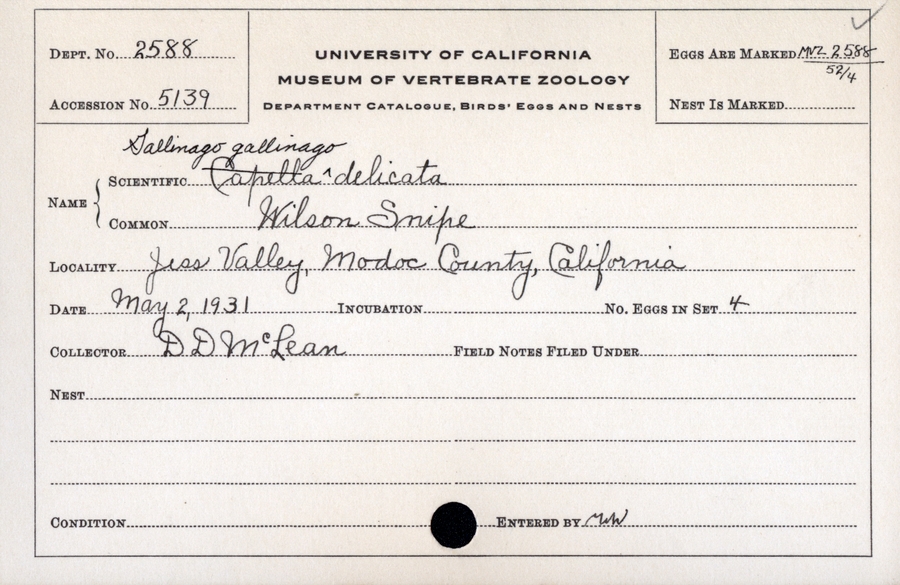 DEPT. NO. 2588
ACCESSION NO. 5139
UNIVERSITY OF CALIFORNIA
MUSEUM OF VERTEBRATE ZOOLOGY
DEPARTMENT CATALOGUE, BIRDS' EGGS AND NESTS
EGGS ARE MARKED MVZ 2588
52/4
NEST IS MARKED
Gallinago gallinago
NAME { SCIENTIFIC Capella ^ delicata
COMMON Wilson Snipe
LOCALITY Jess Valley, Modoc County, California
DATE May 2, 1931 INCUBATION NO. EGGS IN SET 4
COLLECTOR D D McLean FIELD NOTES FILED UNDER
NEST
CONDITION ENTERED BY